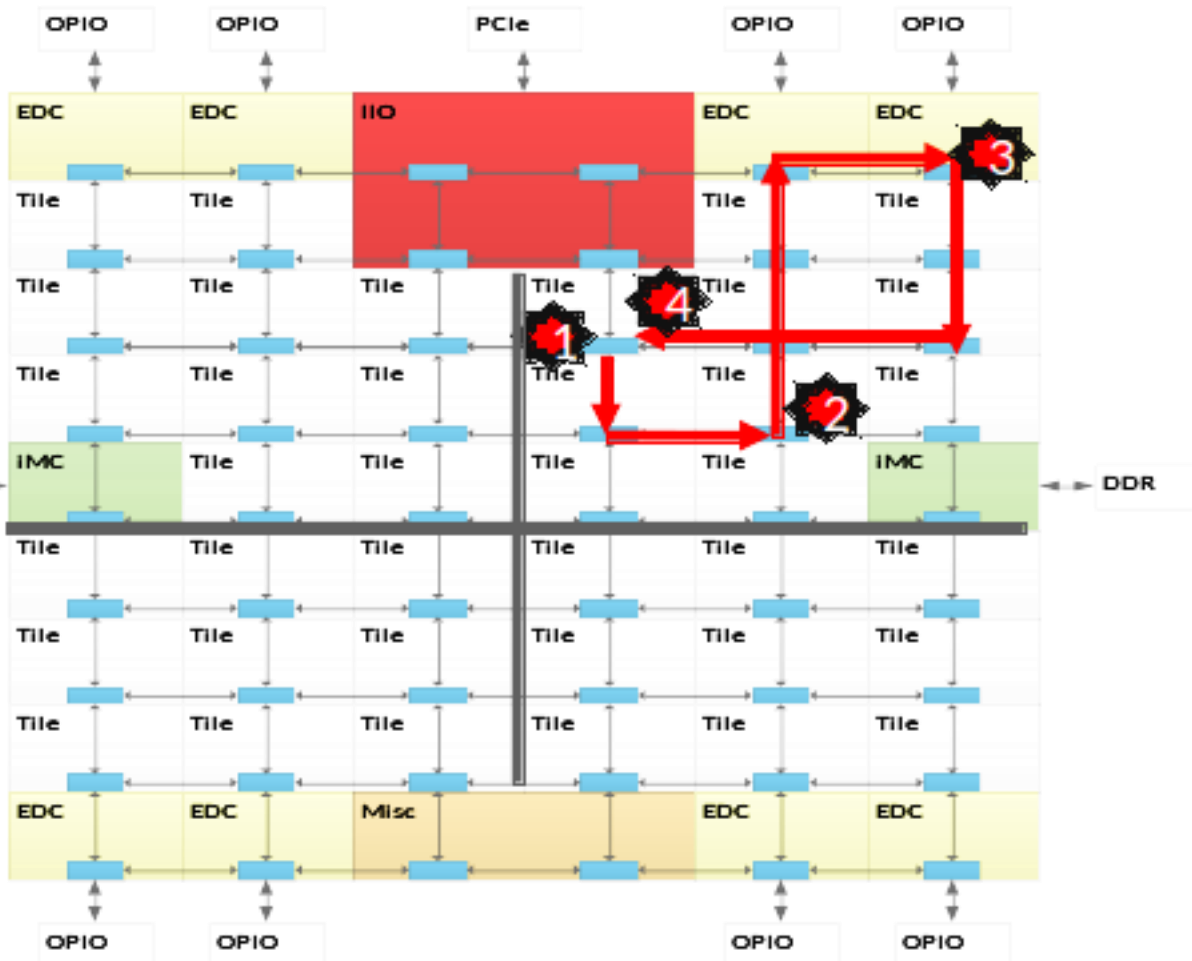 OPIO OPIO PCIe OPIO OPIO
EDC EDC IIO EDC EDC
3
Tile Tile Tile Tile
Tile Tile Tile Tile Tile Tile
4
1
Tile Tile Tile Tile Tile Tile
2
iMC Tile Tile Tile Tile iMC
DDR
Tile Tile Tile Tile Tile Tile
Tile Tile Tile Tile Tile Tile
Tile Tile Tile Tile Tile Tile
EDC EDC Misc EDC EDC
OPIO OPIO OPIO OPIO